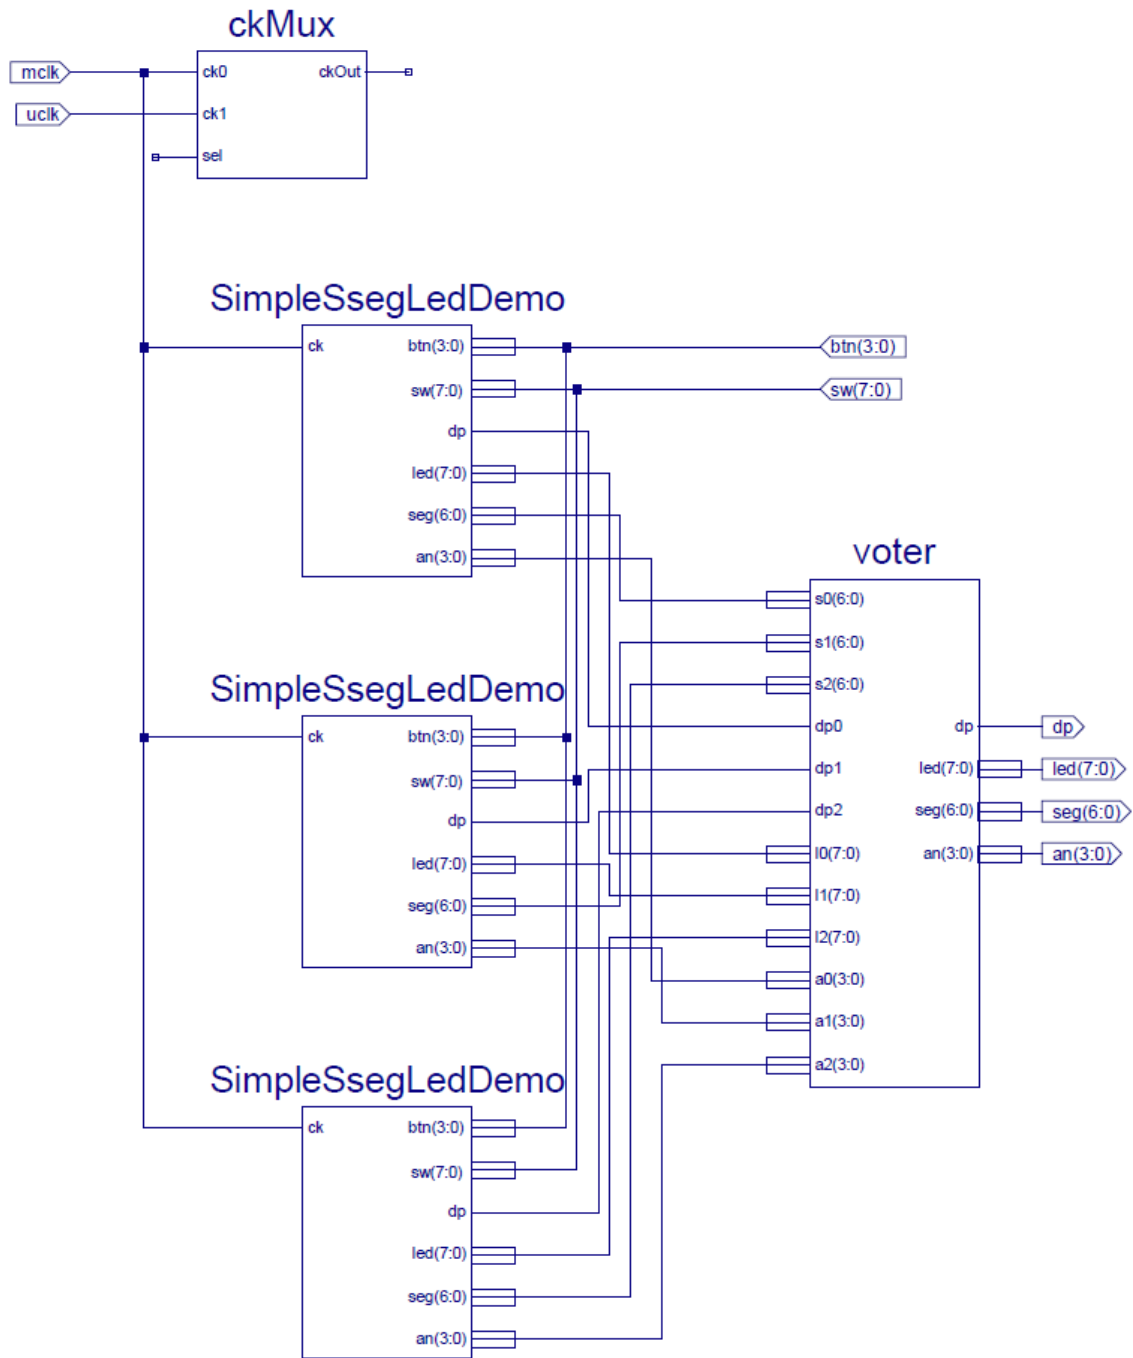 ckMux
mclk
ck0
ckOut
uclk
ck1
sel
SimpleSsegLedDemo
ck
btn(3:0)
btn(3:0)
sw(7:0)
sw(7:0)
dp
led(7:0)
seg(6:0)
an(3:0)
voter
s0(6:0)
s1(6:0)
s2(6:0)
dp0
dp
dp
dp1
led(7:0)
led(7:0)
dp2
seg(6:0)
seg(6:0)
l0(7:0)
an(3:0)
an(3:0)
l1(7:0)
l2(7:0)
a0(3:0)
a1(3:0)
a2(3:0)
SimpleSsegLedDemo
ck
btn(3:0)
sw(7:0)
dp
led(7:0)
seg(6:0)
an(3:0)
SimpleSsegLedDemo
ck
btn(3:0)
sw(7:0)
dp
led(7:0)
seg(6:0)
an(3:0)